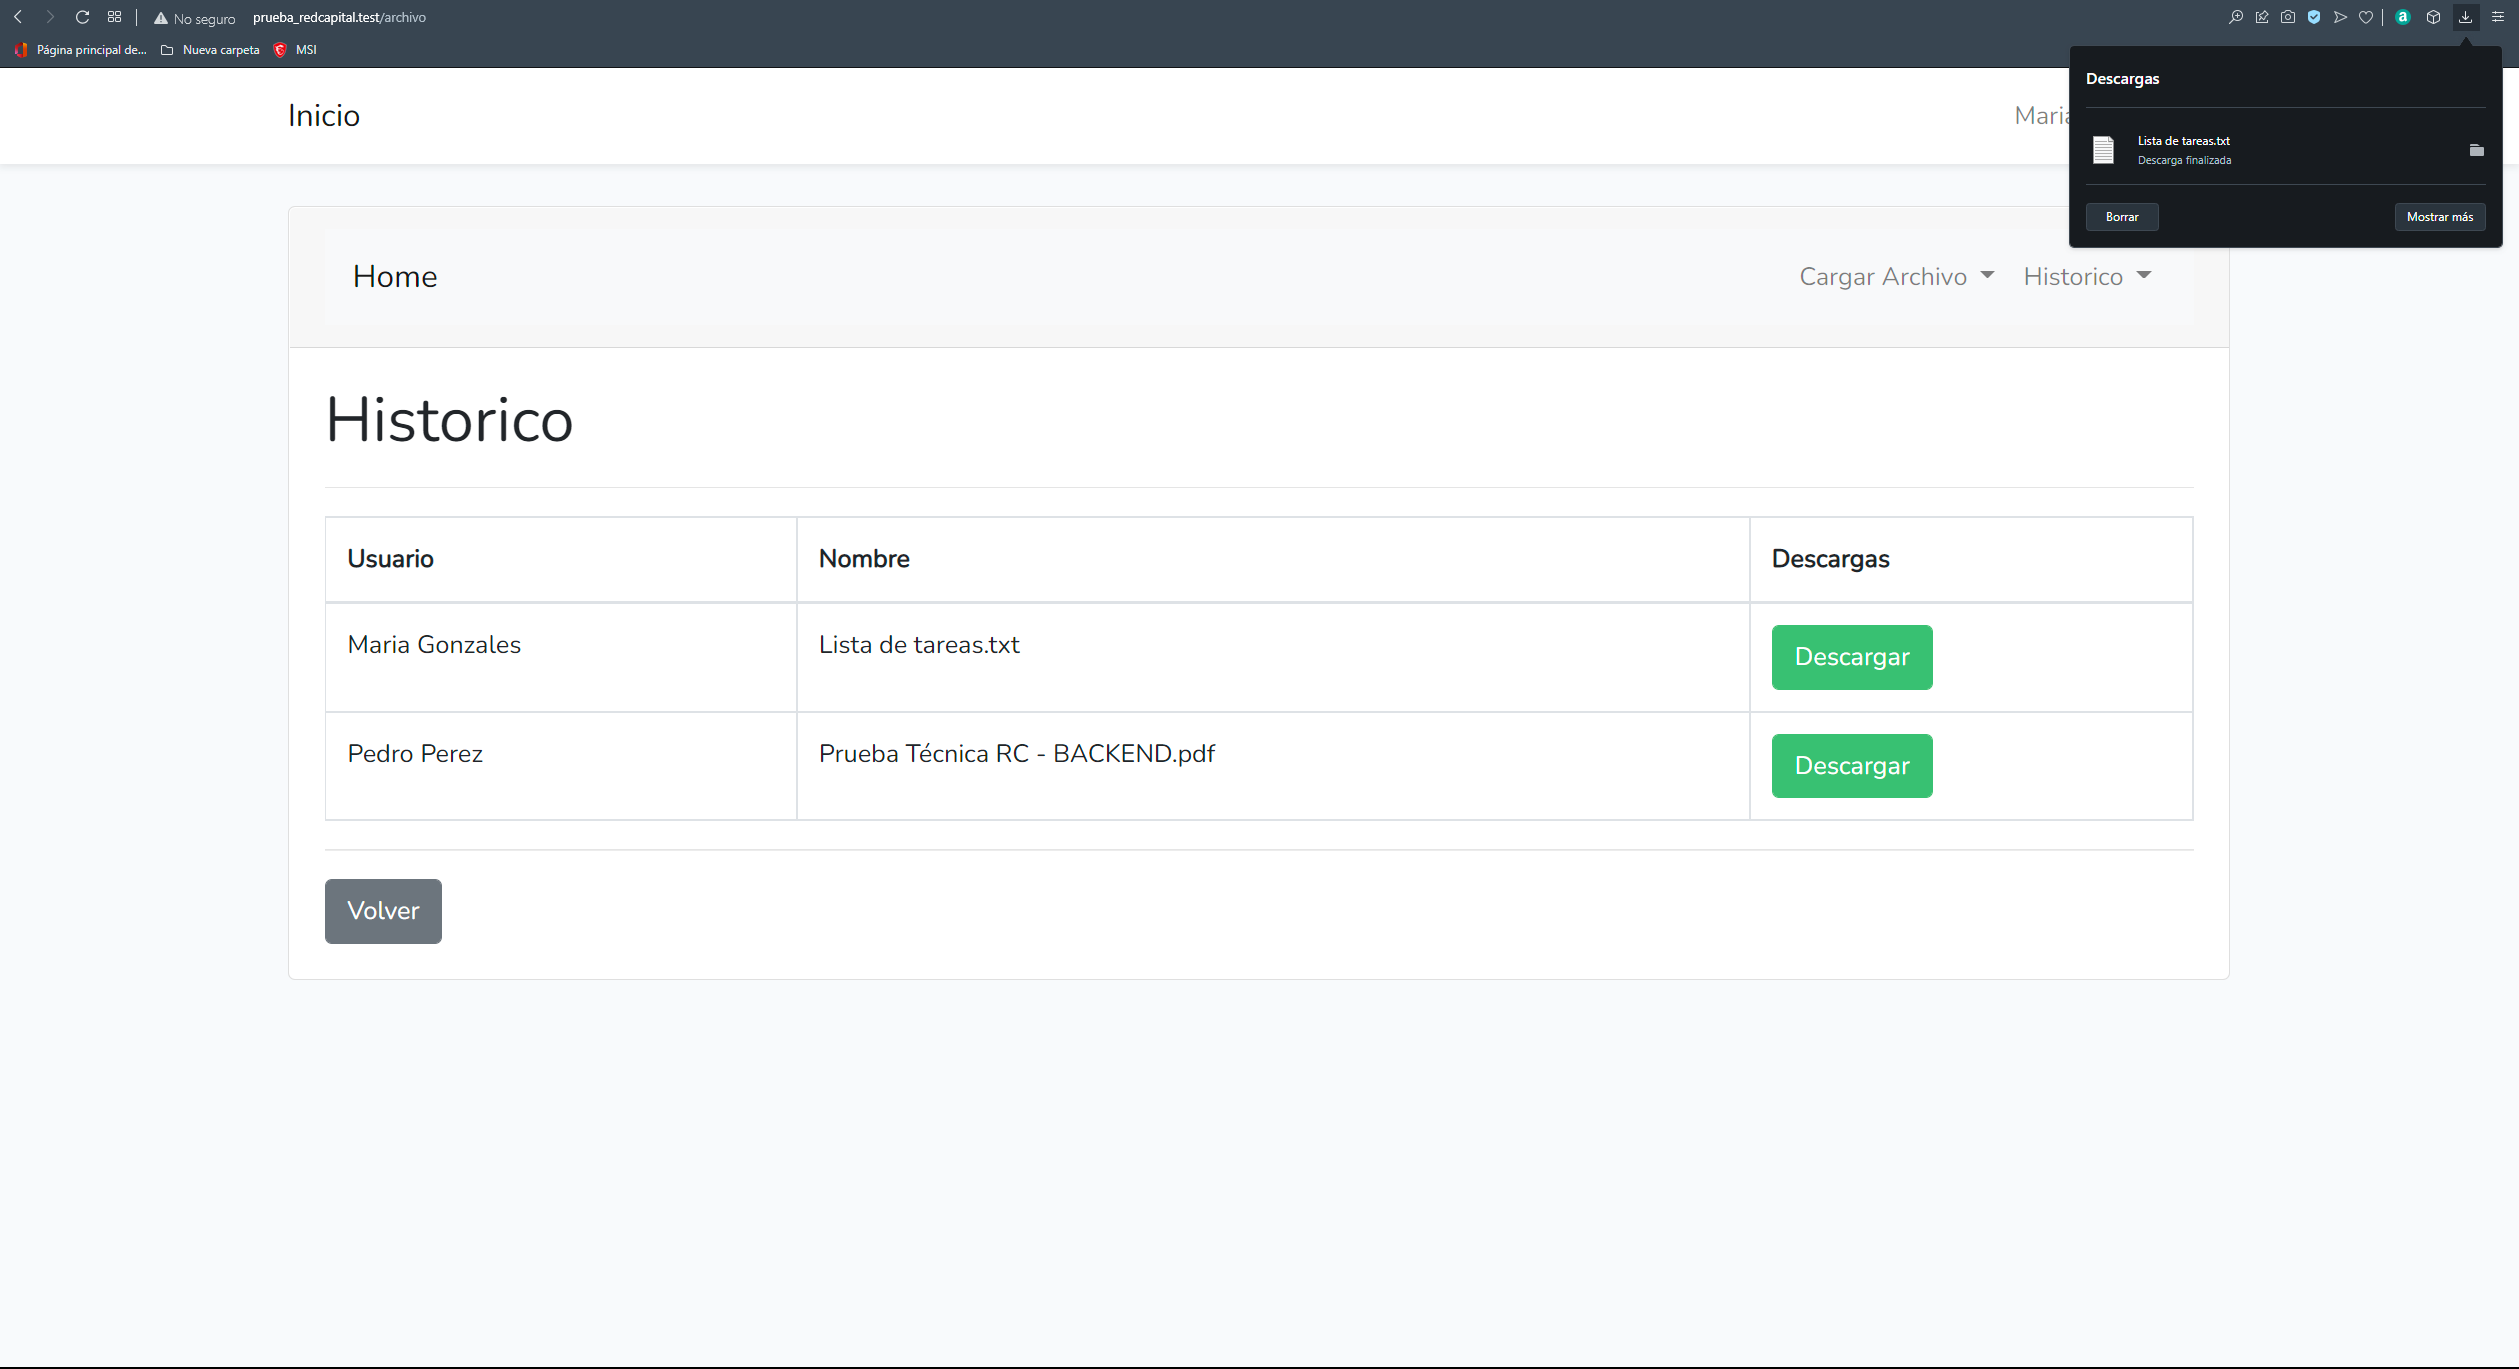 No seguro prueba_redcapital.test/archivo
Página principal de... Nueva carpeta MSI
Descargas
Lista de tareas.txt
Descarga finalizada
Borrar Mostrar más
Inicio
Home Cargar Archivo Historico
Historico
Usuario Nombre Descargas
Maria Gonzales Lista de tareas.txt Descargar
Pedro Perez Prueba Técnica RC - BACKEND.pdf Descargar
Volver